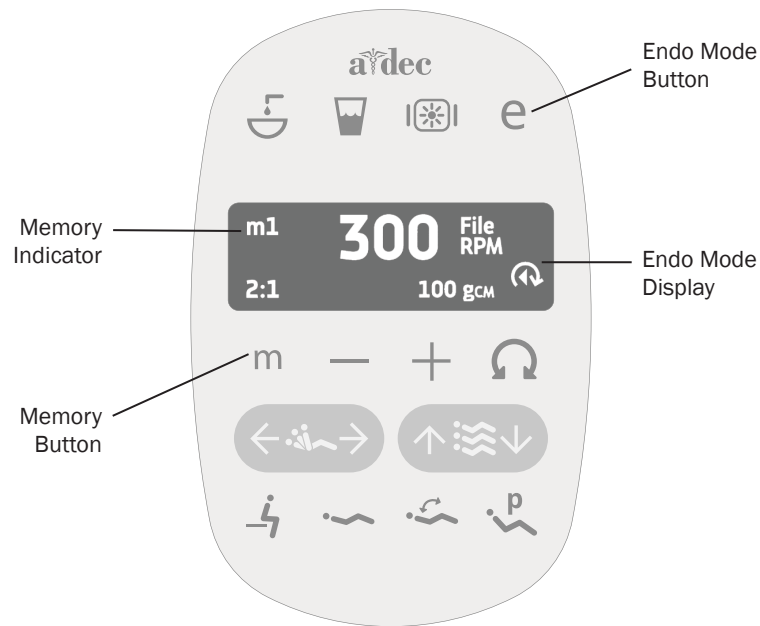 a dec
Endo Mode
Button
e
Memory
Indicator
m1
300
File
RPM
2:1
100 gCM
Endo Mode
Display
m
Memory
Button
p